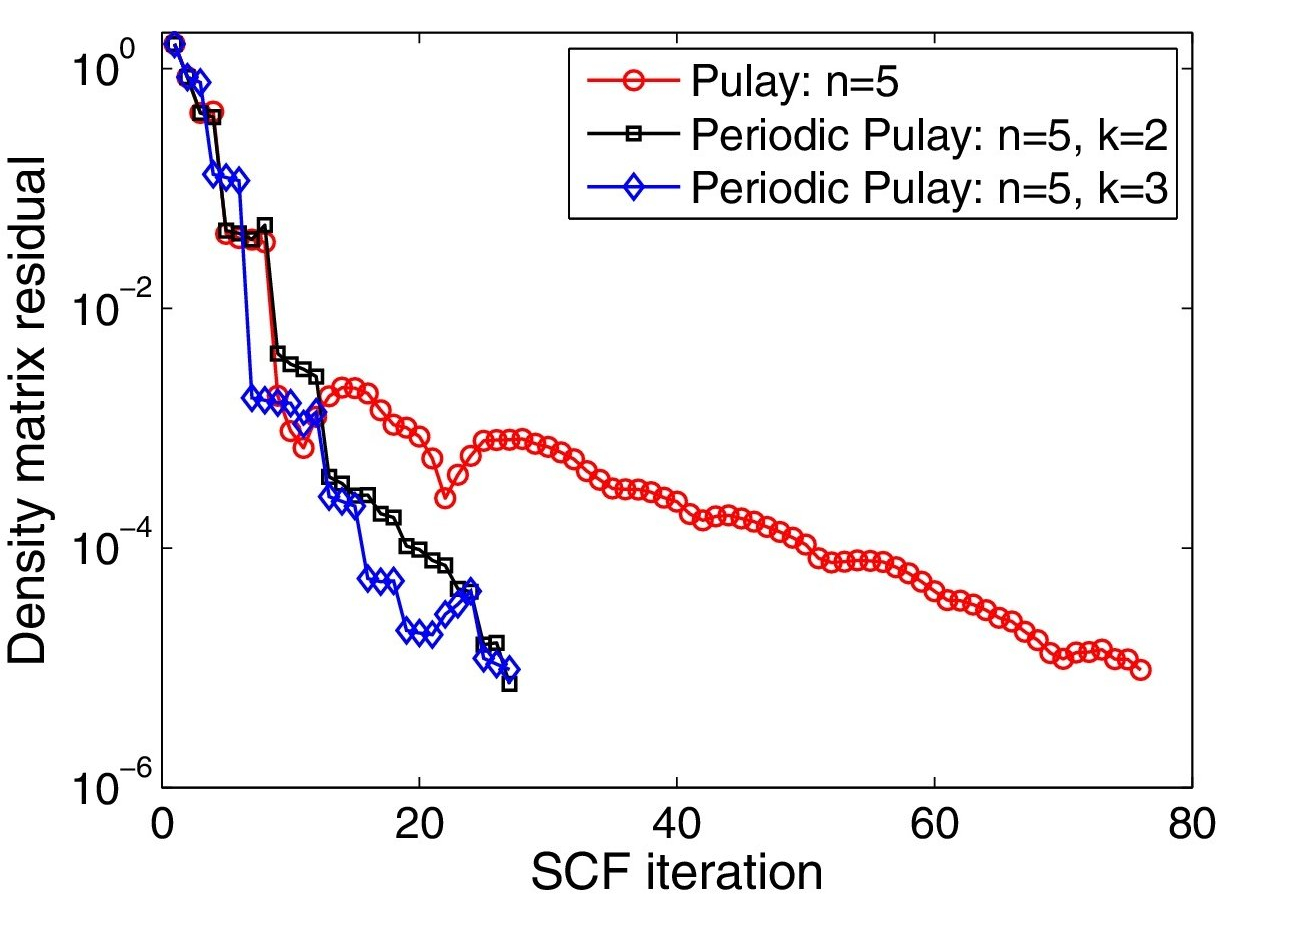 Pulay: n=5
Periodic Pulay: n=5, k=2
Periodic Pulay: n=5, k=3
Density matrix residual
10^0
10^−2
10^−4
10^−6
0 20 40 60 80
SCF iteration